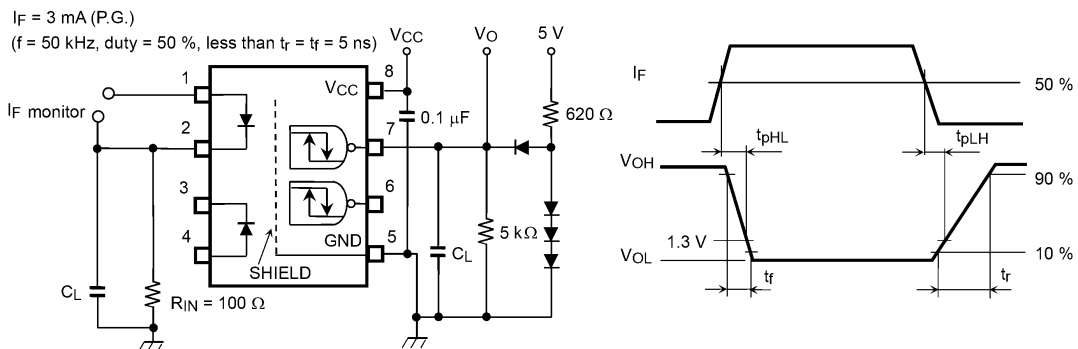 IF = 3 mA (P.G.)
(f = 50 kHz, duty = 50 %, less than tr = tf = 5 ns)
VCC
VO
5 V
1
8
VCC
IF monitor
0.1 μF
620 Ω
2
7
3
6
4
GND
5
5 kΩ
CL
SHIELD
CL
RIN = 100 Ω
IF
50 %
tpHL
tpLH
VOH
90 %
1.3 V
VOL
10 %
tf
tr